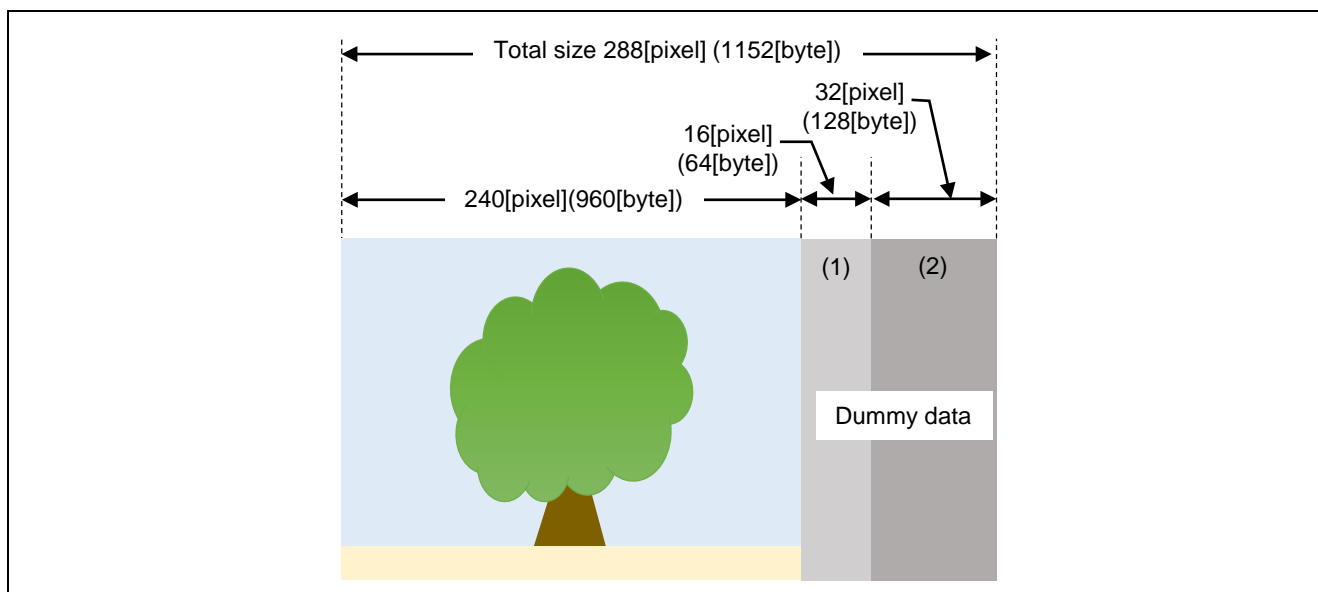 Total size 288[pixel] (1152[byte])
32[pixel]
(128[byte])
16[pixel]
(64[byte])
240[pixel](960[byte])
(1)
(2)
Dummy data